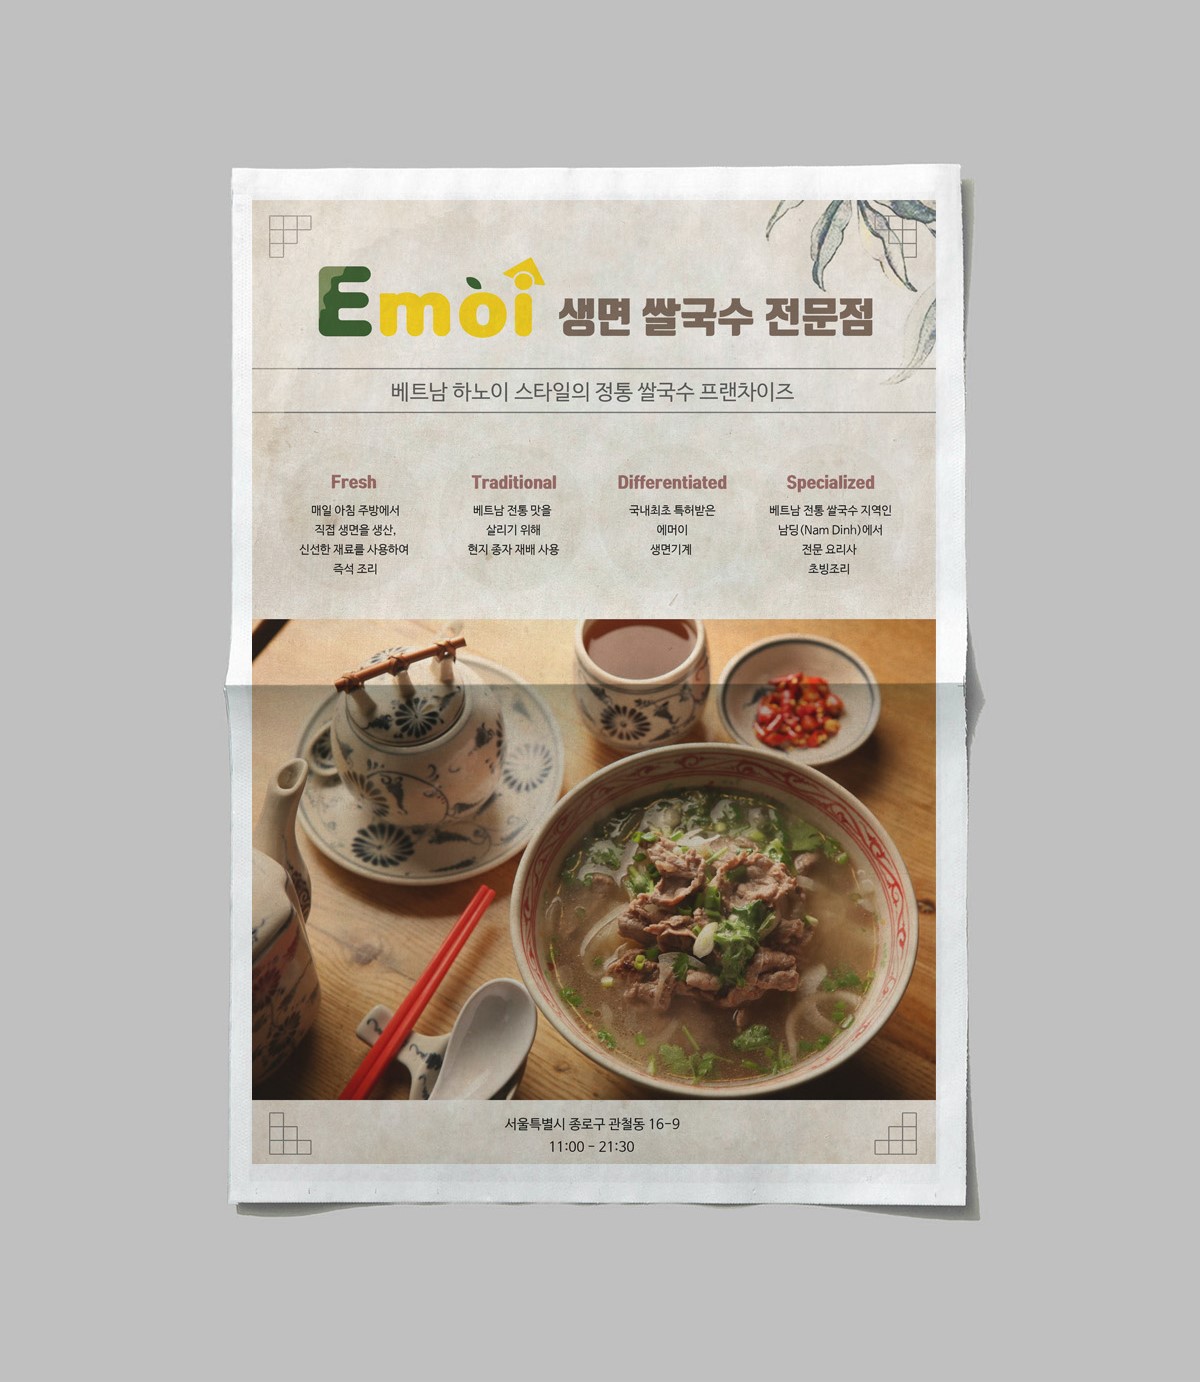 Emòi 생면 쌀국수 전문점
베트남 하노이 스타일의 정통 쌀국수 프랜차이즈
Fresh
매일 아침 주방에서
직접 생면을 생산,
신선한 재료를 사용하여
즉석 조리
Traditional
베트남 전통 맛을
살리기 위해
현지 종자 재배 사용
Differentiated
국내최초 특허받은
에머이
생면기계
Specialized
베트남 전통 쌀국수 지역인
남딩(Nam Dinh)에서
전문 요리사
초빙조리
서울특별시 종로구 관철동 16-9
11:00 - 21:30